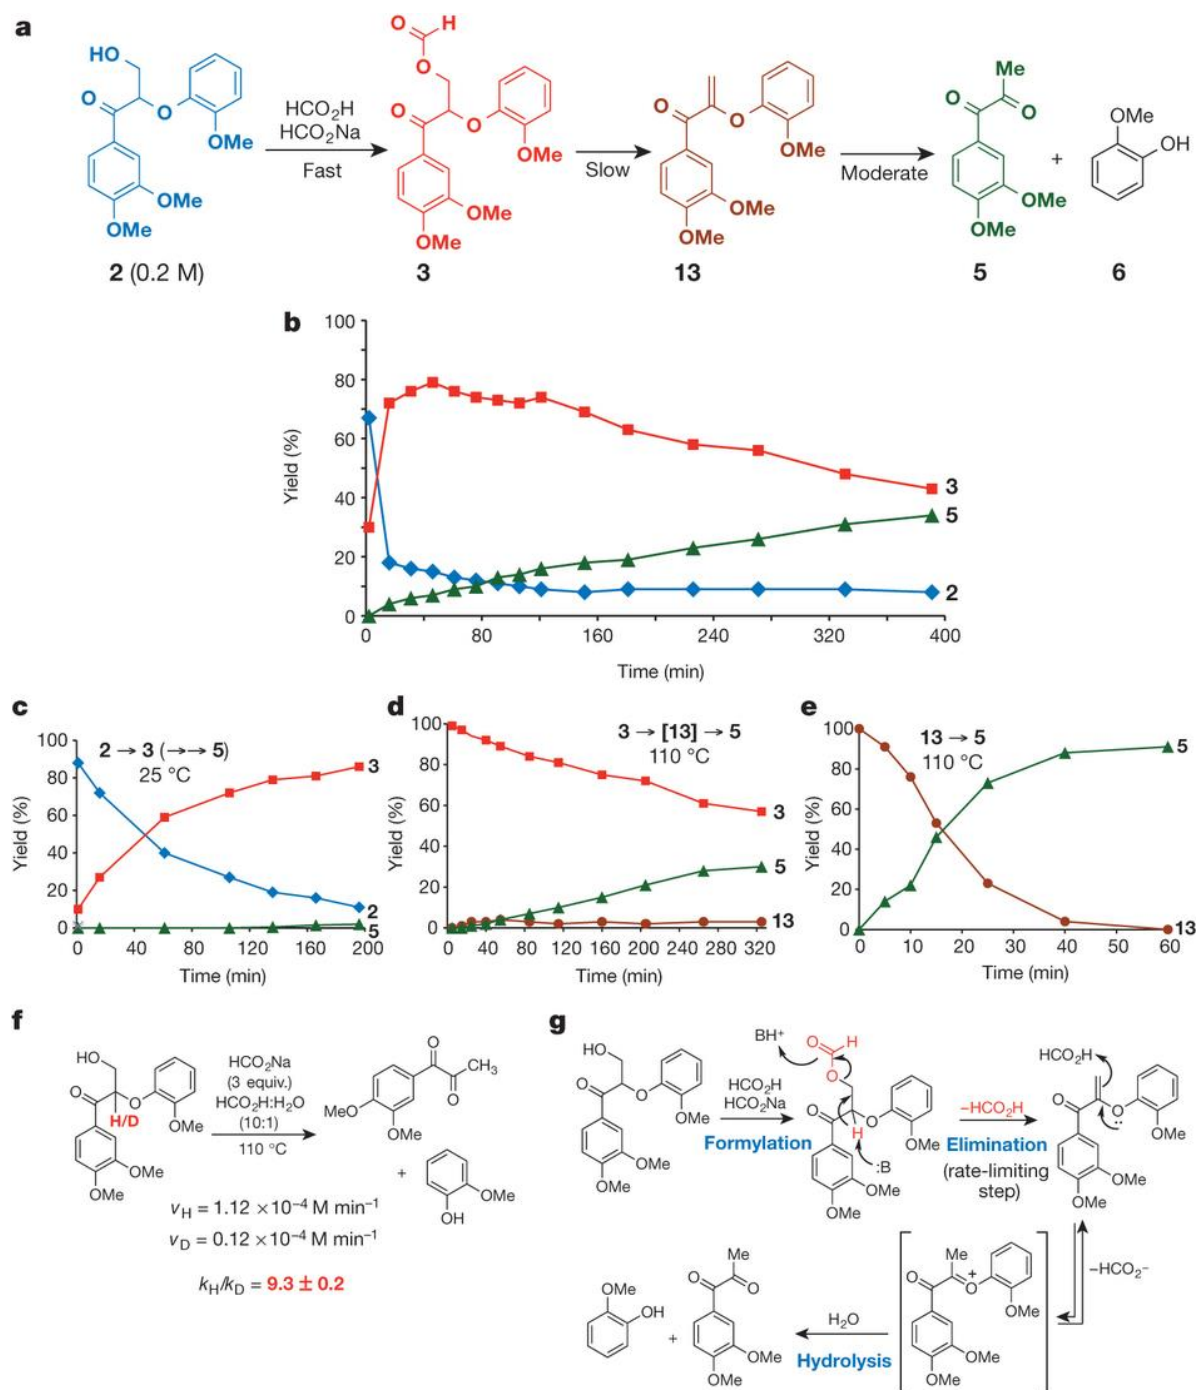 a
HO
O
O
OMe
OMe
OMe
2 (0.2 M)
HCO₂H
HCO₂Na
Fast
O H
O
O
O
OMe
OMe
OMe
3
Slow
O
O
OMe
OMe
OMe
13
Moderate
Me
O
O
OMe
OMe
5
+
OMe
OH
6
b
Yield (%)
100
80
60
40
20
0
0 80 160 240 320 400
Time (min)
3
5
2
c
2 → 3 (→→ 5)
25 °C
Yield (%)
100
80
60
40
20
0
0 40 80 120 160 200
Time (min)
3
2
5
d
3 → [13] → 5
110 °C
Yield (%)
100
80
60
40
20
0
0 40 80 120 160 200 240 280 320
Time (min)
3
5
13
e
13 → 5
110 °C
Yield (%)
100
80
60
40
20
0
0 10 20 30 40 50 60
Time (min)
5
13
f
HO
O
O
H/D
OMe
OMe
OMe
HCO₂Na
(3 equiv.)
HCO₂H:H₂O
(10:1)
110 °C
O
CH₃
O
MeO
OMe
+
OMe
OH
νH = 1.12 ×10⁻⁴ M min⁻¹
νD = 0.12 ×10⁻⁴ M min⁻¹
kH/kD = 9.3 ± 0.2
g
HO
O
O
OMe
OMe
OMe
HCO₂H
HCO₂Na
Formylation
BH⁺
O H
O
O
O
H
OMe
:B
OMe
OMe
−HCO₂H
Elimination
(rate-limiting
step)
HCO₂H
O
O
OMe
OMe
OMe
−HCO₂⁻
Me
O
O
+
OMe
OMe
OMe
H₂O
Hydrolysis
OMe
OH
+
Me
O
O
OMe
OMe